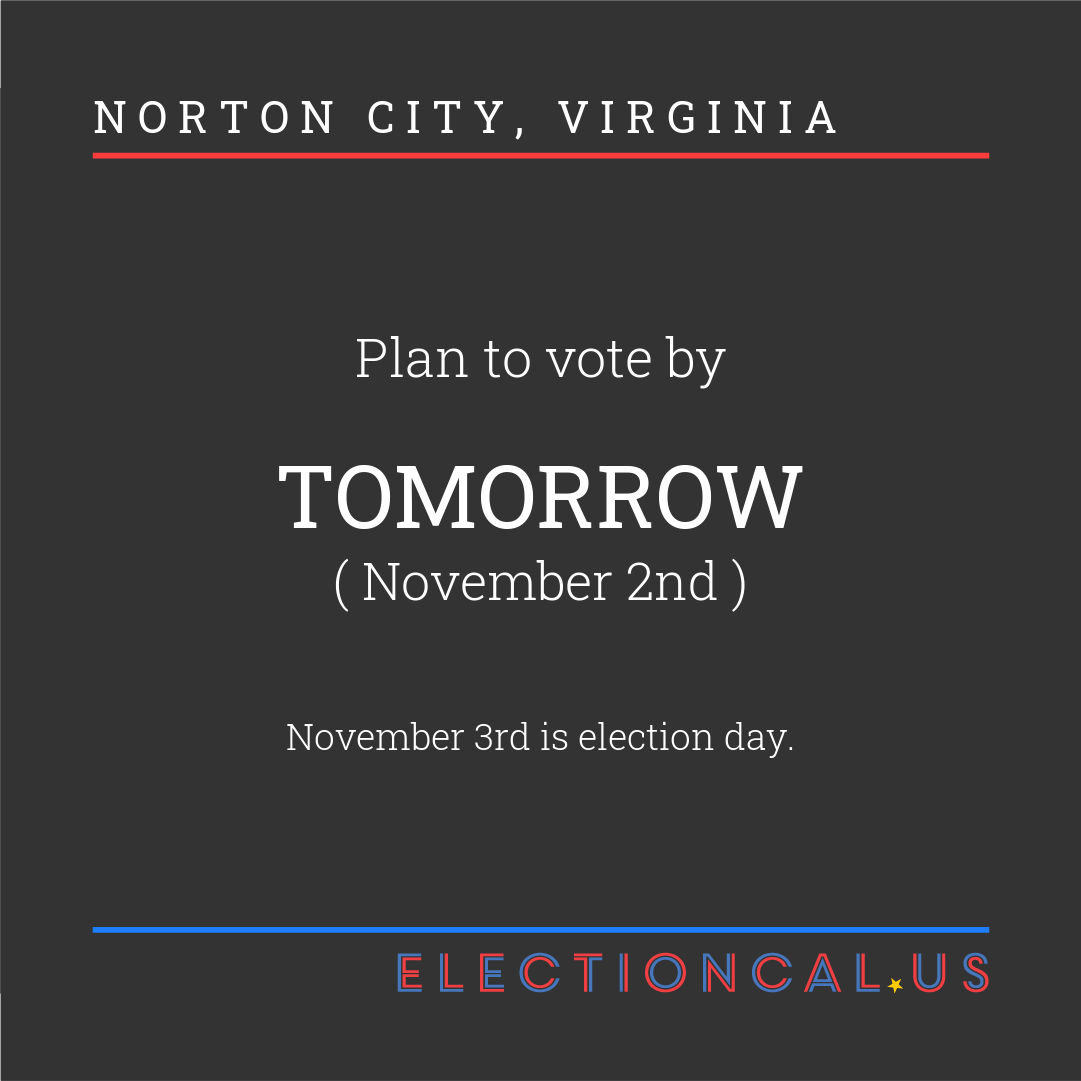 NORTON CITY, VIRGINIA
Plan to vote by
TOMORROW
( November 2nd )
November 3rd is election day.
ELECTIONCAL.US